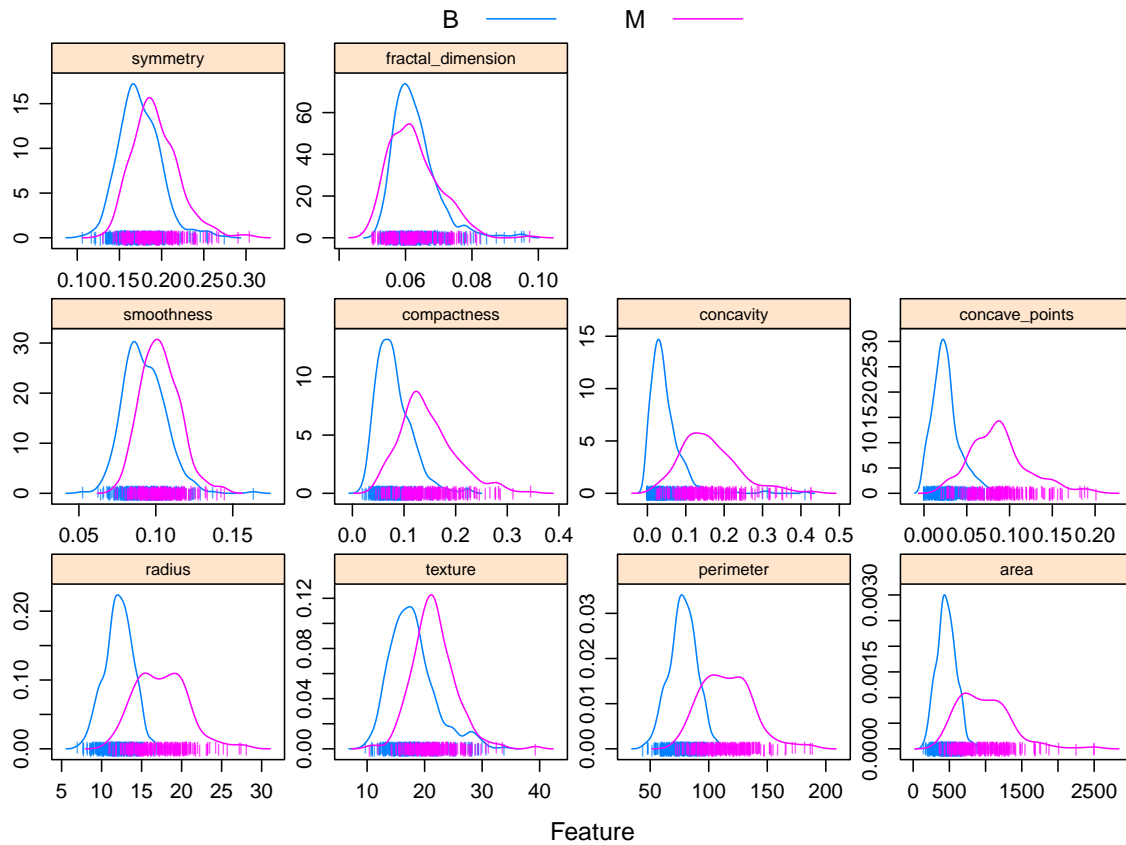 B M
symmetry fractal_dimension
0 5 10 15
0 20 40 60
0.10 0.15 0.20 0.25 0.30
0.06 0.08 0.10
smoothness compactness concavity concave_points
0 10 20 30
0 5 10
0 5 10 15
0 5 10 15 20 25 30
0.05 0.10 0.15
0.0 0.1 0.2 0.3 0.4
0.0 0.1 0.2 0.3 0.4 0.5
0.00 0.05 0.10 0.15 0.20
radius texture perimeter area
0.00 0.10 0.20
0.00 0.04 0.08 0.12
0.00 0.01 0.02 0.03
0.0000 0.0015 0.0030
5 10 15 20 25 30
10 20 30 40
50 100 150 200
0 500 1500 2500
Feature